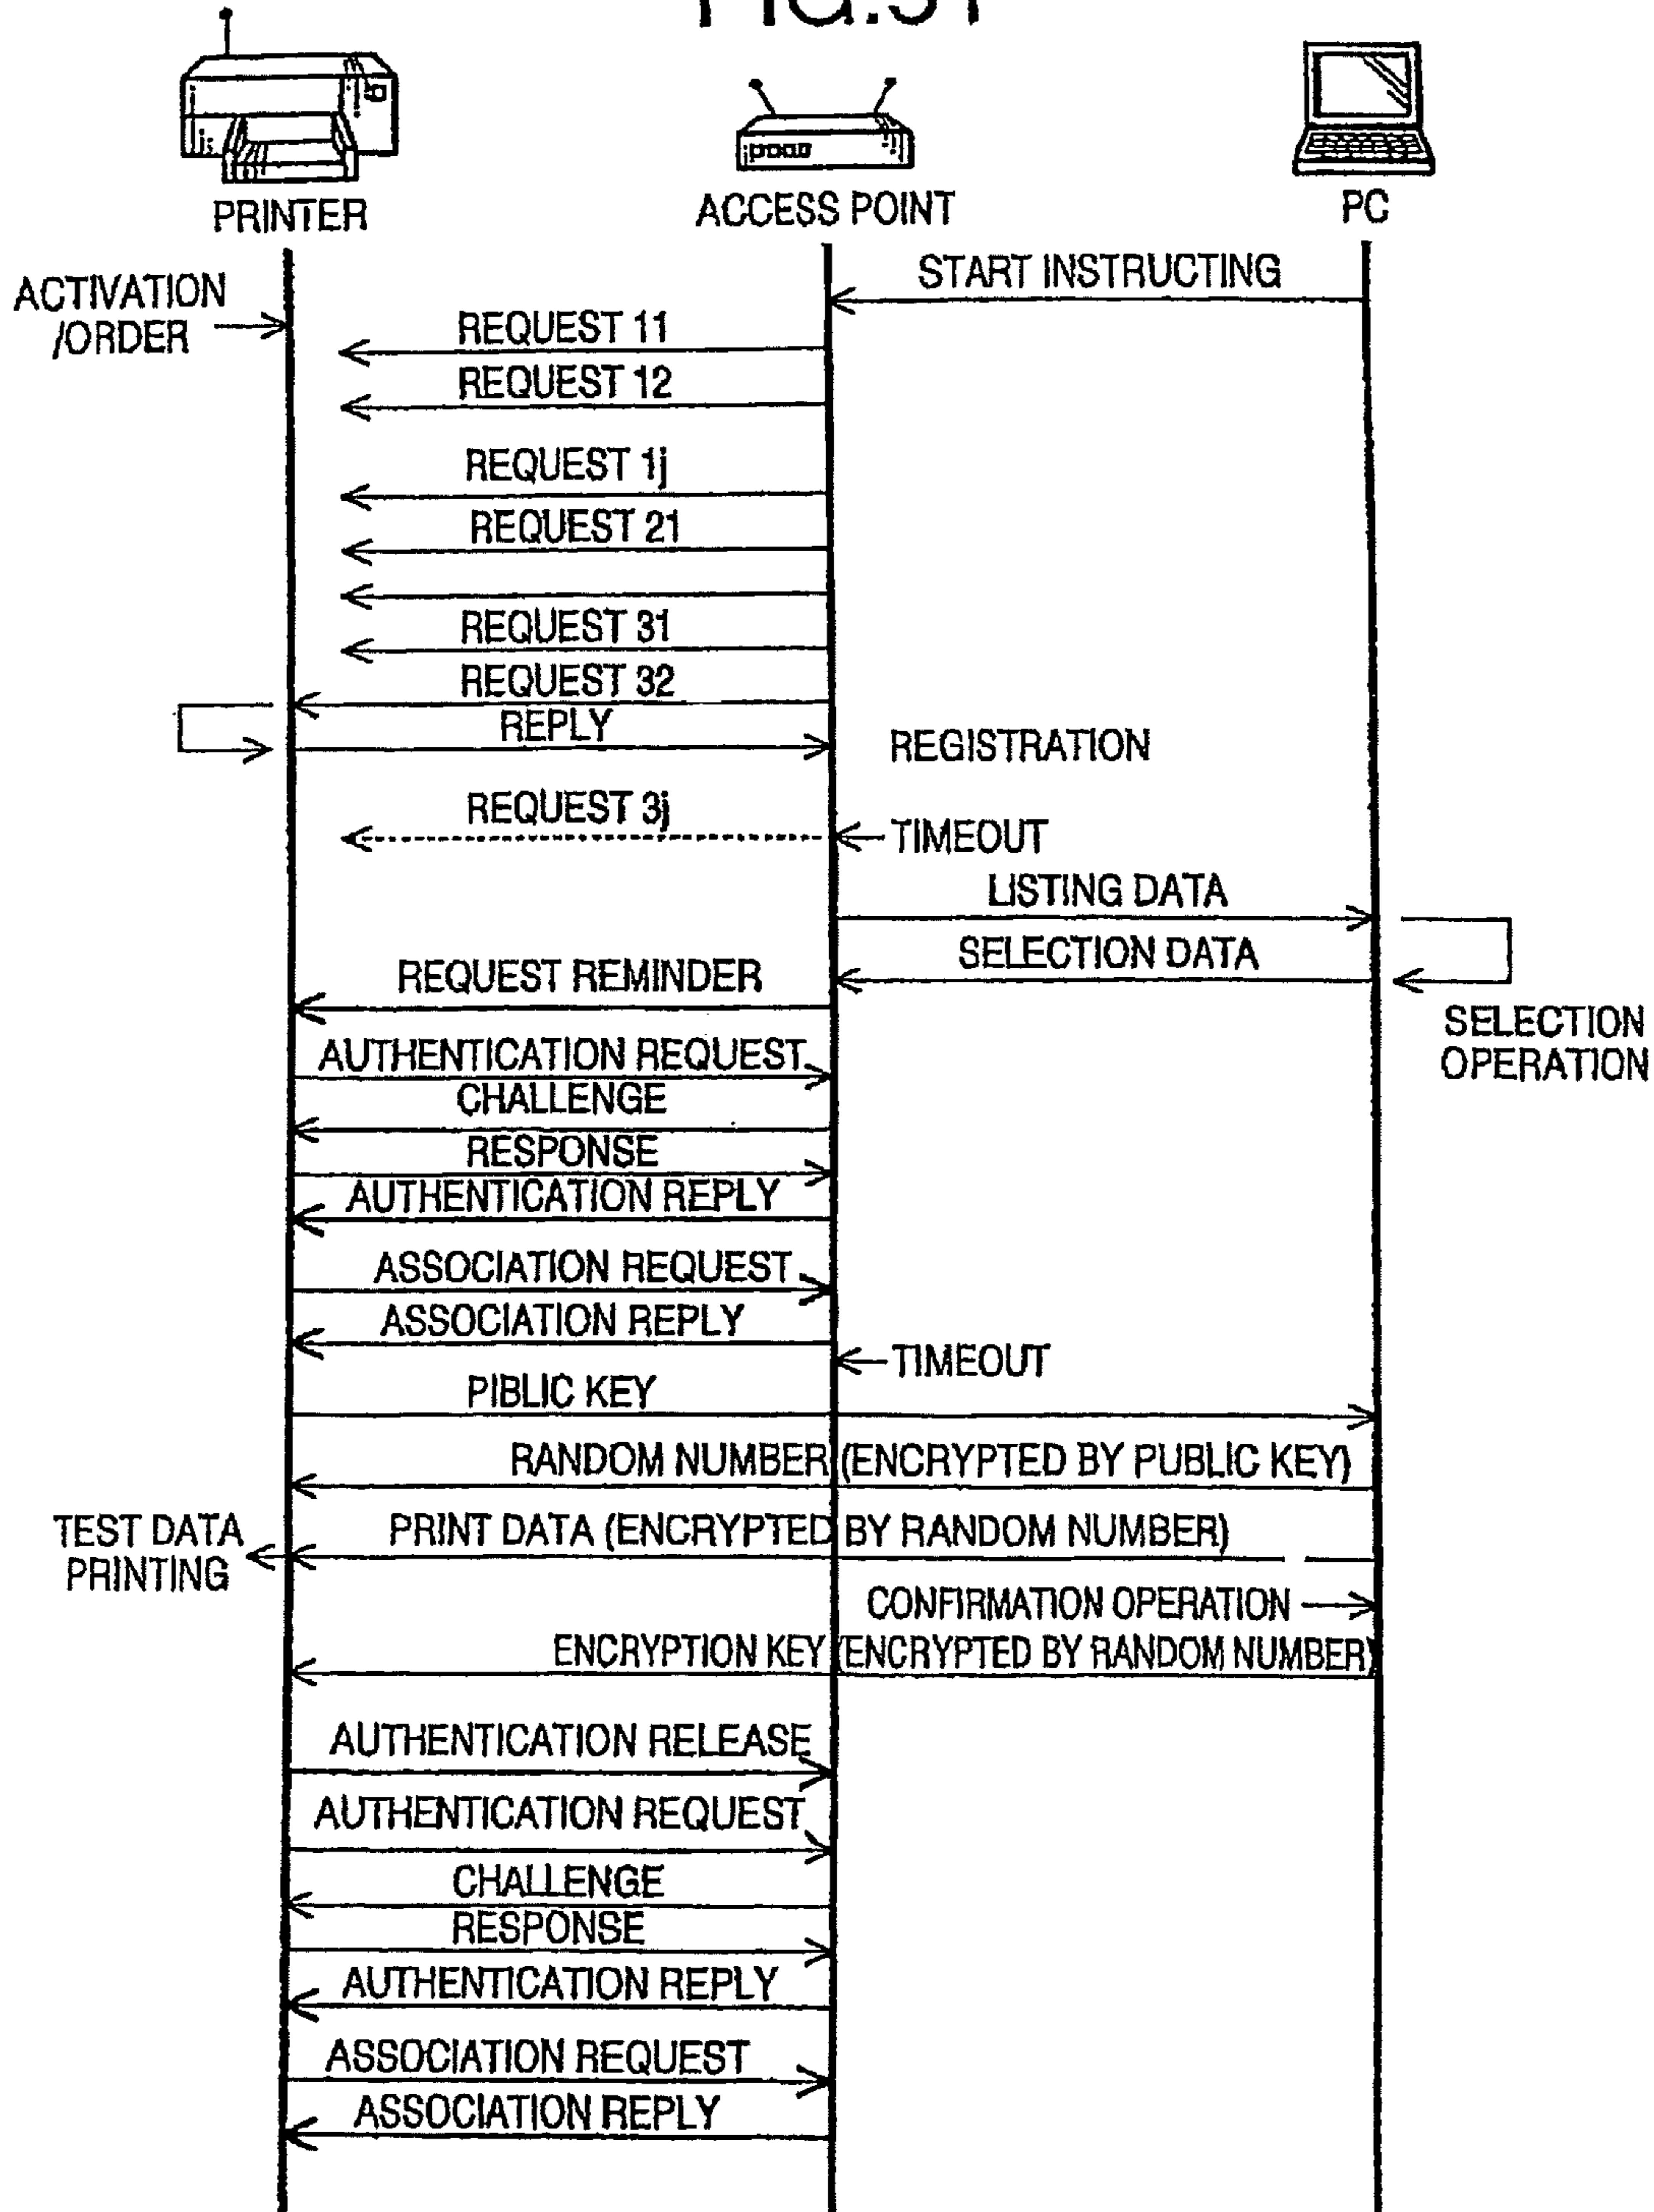 FIG.31
PRINTER
ACCESS POINT
PC
START INSTRUCTING
ACTIVATION
/ORDER
REQUEST 11
REQUEST 12
REQUEST 1j
REQUEST 21
REQUEST 31
REQUEST 32
REPLY
REGISTRATION
REQUEST 3j
TIMEOUT
LISTING DATA
SELECTION DATA
REQUEST REMINDER
SELECTION
OPERATION
AUTHENTICATION REQUEST
CHALLENGE
RESPONSE
AUTHENTICATION REPLY
ASSOCIATION REQUEST
ASSOCIATION REPLY
TIMEOUT
PIBLIC KEY
RANDOM NUMBER (ENCRYPTED BY PUBLIC KEY)
TEST DATA
PRINTING
PRINT DATA (ENCRYPTED BY RANDOM NUMBER)
CONFIRMATION OPERATION
ENCRYPTION KEY (ENCRYPTED BY RANDOM NUMBER)
AUTHENTICATION RELEASE
AUTHENTICATION REQUEST
CHALLENGE
RESPONSE
AUTHENTICATION REPLY
ASSOCIATION REQUEST
ASSOCIATION REPLY